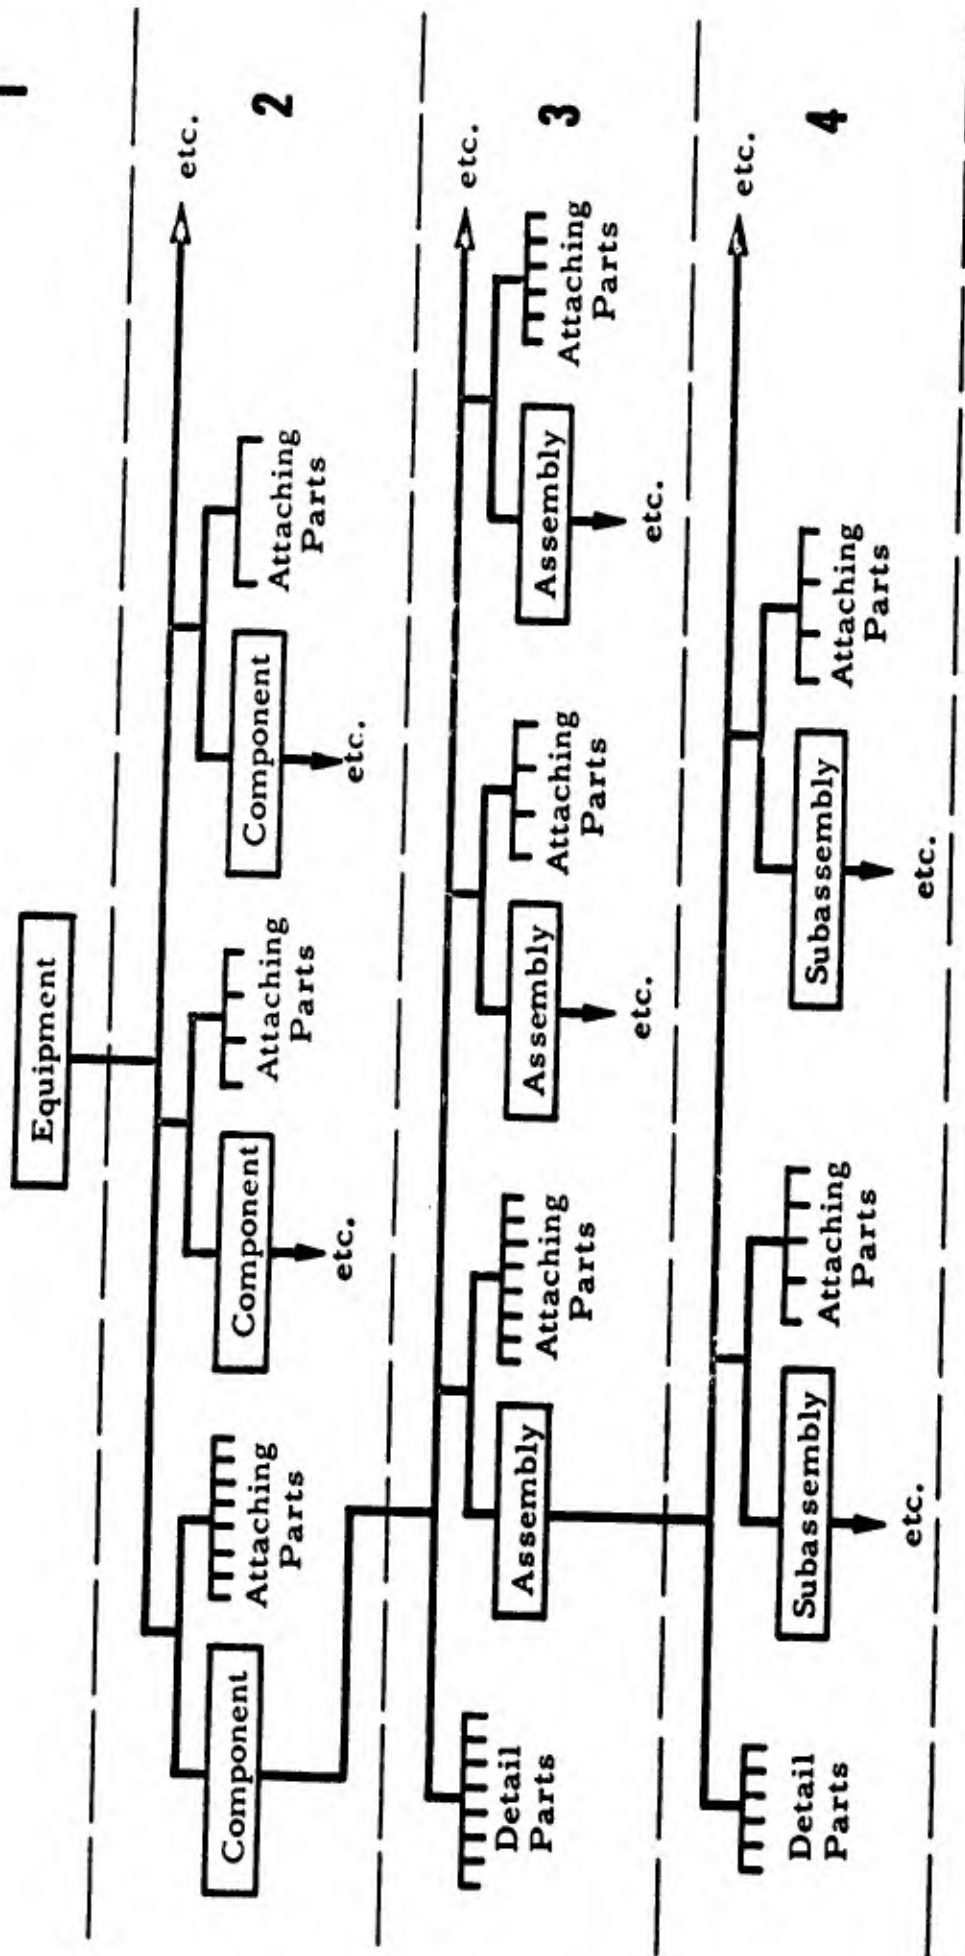 Equipment
etc.
2
Component
Attaching
Parts
Component
Attaching
Parts
Component
Attaching
Parts
etc.
etc.
etc.
3
Detail
Parts
Assembly
Attaching
Parts
Assembly
Attaching
Parts
Assembly
Attaching
Parts
etc.
etc.
etc.
4
Detail
Parts
Subassembly
Attaching
Parts
Subassembly
Attaching
Parts
etc.
etc.